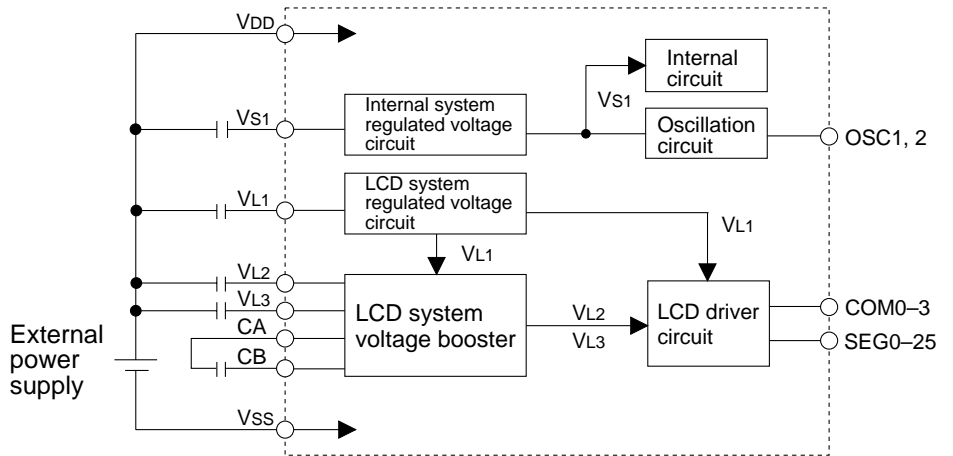 VDD
Internal
circuit
VS1
VS1
Internal system
regulated voltage
circuit
Oscillation
circuit
OSC1, 2
VL1
LCD system
regulated voltage
circuit
VL1
VL1
VL2
VL3
CA
CB
LCD system
voltage booster
VL2
VL3
LCD driver
circuit
COM0–3
SEG0–25
External
power
supply
VSS